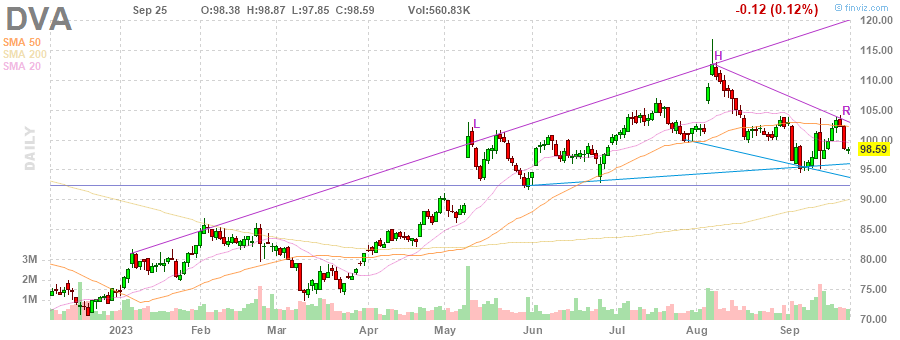 DVA
Sep 25 O:98.38 H:98.87 L:97.85 C:98.59 Vol:560.83K -0.12 (0.12%) © finviz.com
SMA 50
SMA 200
SMA 20
DAILY
L
H
R
120.00
115.00
110.00
105.00
100.00
98.59
95.00
90.00
85.00
80.00
75.00
70.00
3M
2M
1M
2023 Feb Mar Apr May Jun Jul Aug Sep